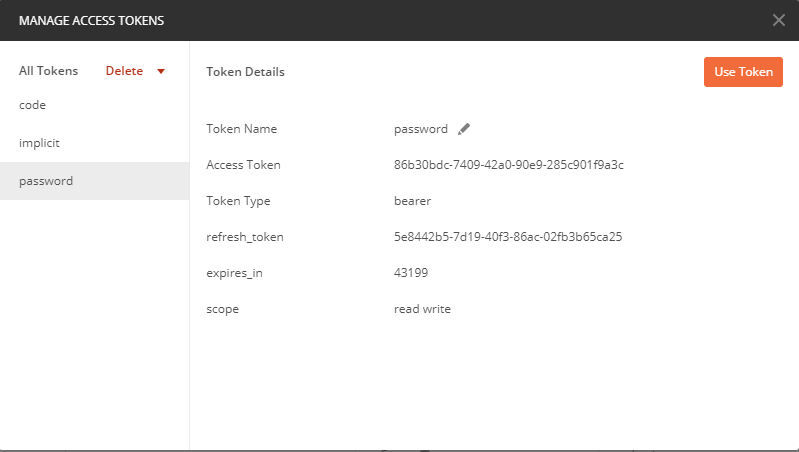 MANAGE ACCESS TOKENS
All Tokens Delete
code
implicit
password
Token Details Use Token
Token Name password
Access Token 86b30bdc-7409-42a0-90e9-285c901f9a3c
Token Type bearer
refresh_token 5e8442b5-7d19-40f3-86ac-02fb3b65ca25
expires_in 43199
scope read write